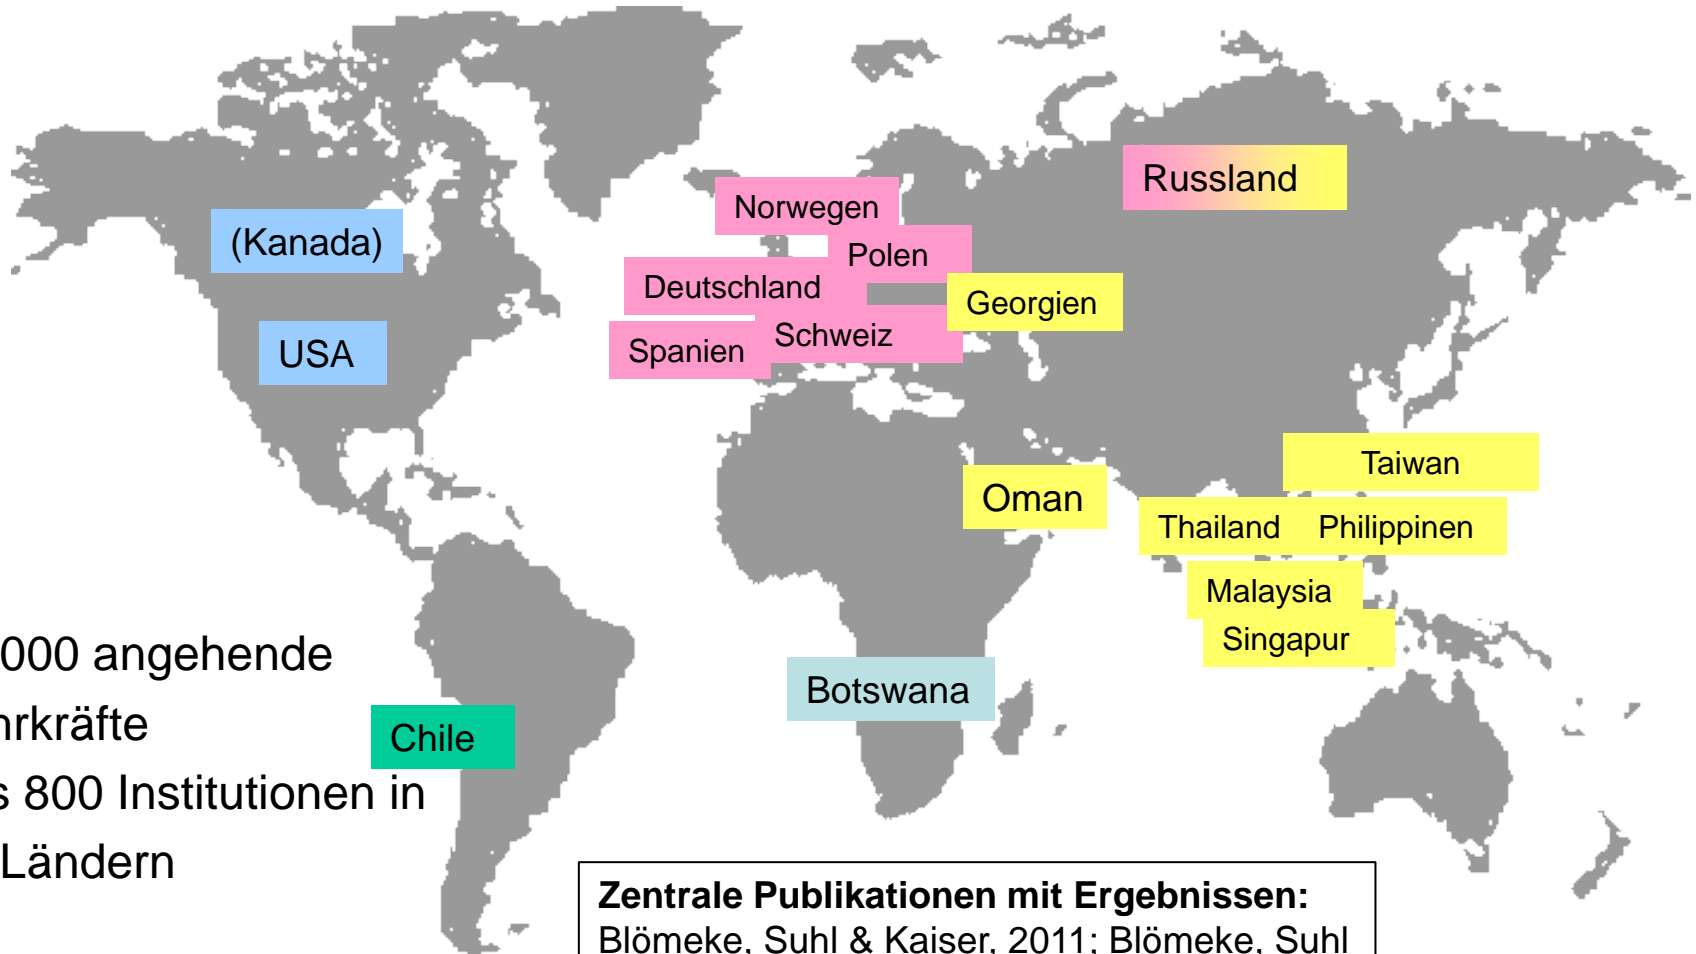 Russland
Norwegen
(Kanada)
Polen
Deutschland
Georgien
Schweiz
USA
Spanien
Taiwan
Oman
Thailand
Philippinen
Malaysia
Singapur
000 angehende
Botswana
Chile
800 Institutionen in
Ländern
Zentrale Publikationen mit Ergebnissen:
Blömeke, Suhl & Kaiser, 2011; Blömeke, Suhl